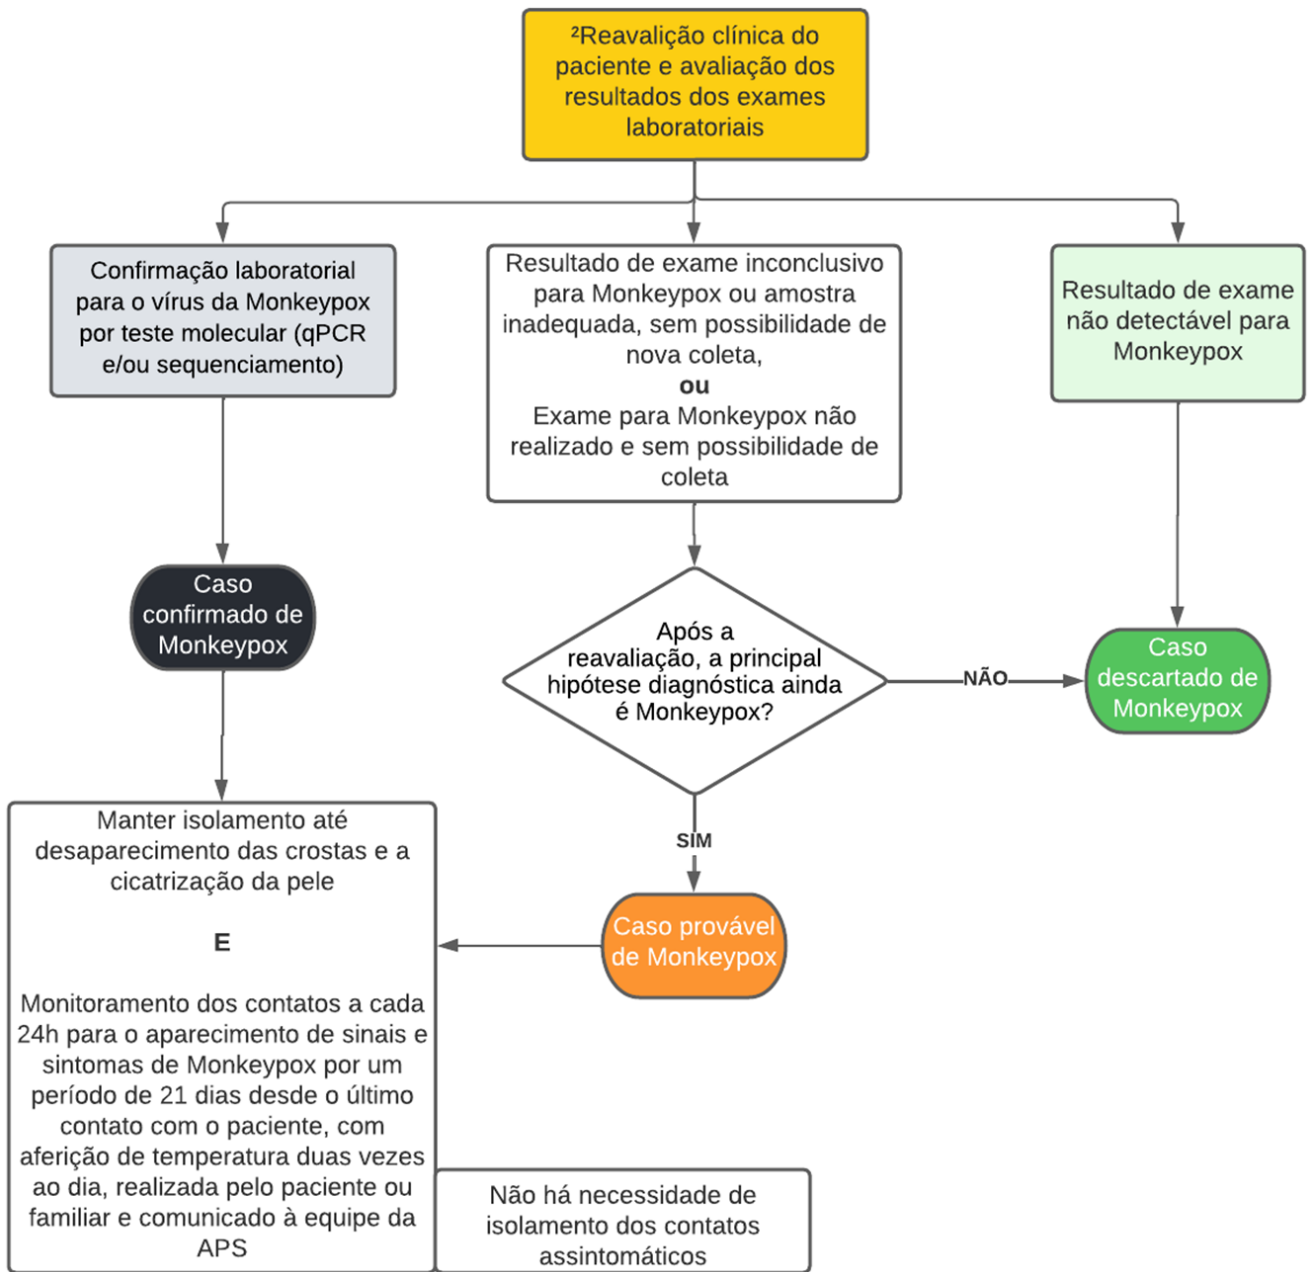 ²Reavalição clínica do
paciente e avaliação dos
resultados dos exames
laboratoriais
Confirmação laboratorial
para o vírus da Monkeypox
por teste molecular (qPCR
e/ou sequenciamento)
Resultado de exame inconclusivo
para Monkeypox ou amostra
inadequada, sem possibilidade de
nova coleta,
ou
Exame para Monkeypox não
realizado e sem possibilidade de
coleta
Resultado de exame
não detectável para
Monkeypox
Caso
confirmado de
Monkeypox
Após a
reavaliação, a principal
hipótese diagnóstica ainda
é Monkeypox?
NÃO
Caso
descartado de
Monkeypox
SIM
Caso provável
de Monkeypox
Manter isolamento até
desaparecimento das crostas e a
cicatrização da pele
E
Monitoramento dos contatos a cada
24h para o aparecimento de sinais e
sintomas de Monkeypox por um
período de 21 dias desde o último
contato com o paciente, com
aferição de temperatura duas vezes
ao dia, realizada pelo paciente ou
familiar e comunicado à equipe da
APS
Não há necessidade de
isolamento dos contatos
assintomáticos